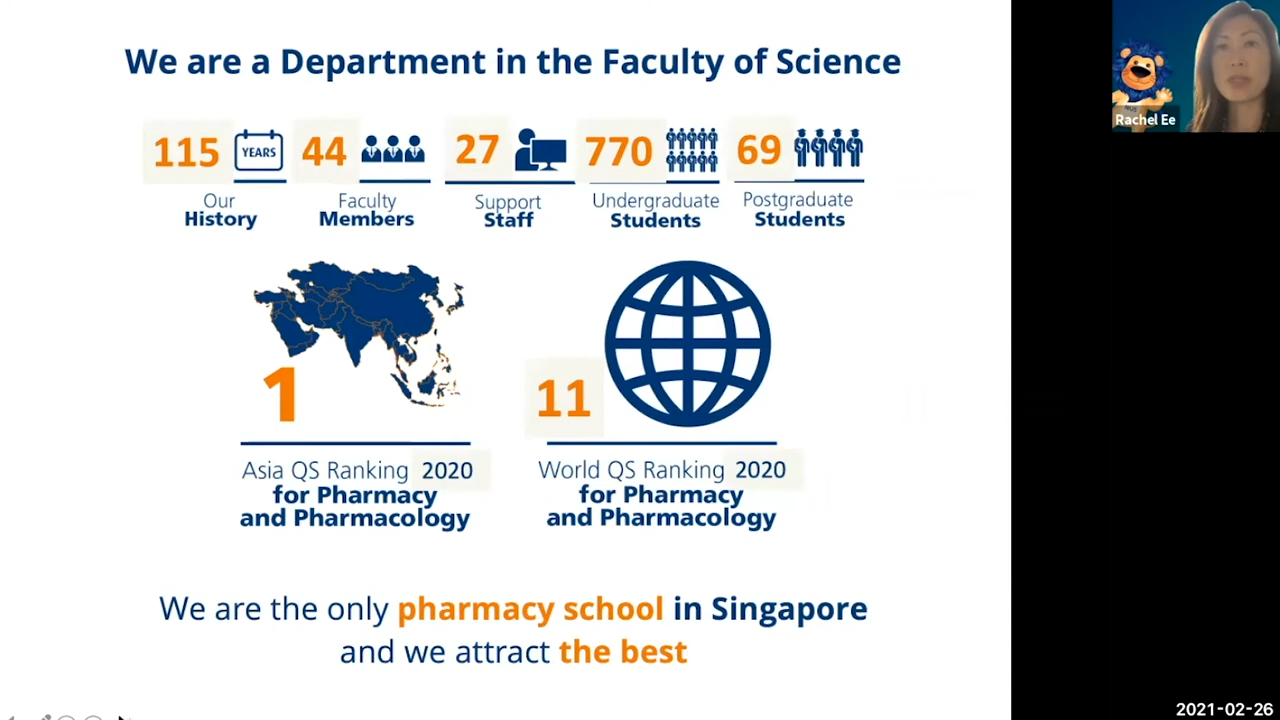 We are a Department in the Faculty of Science
115 YEARS
Our
History
44
Faculty
Members
27
Support
Staff
770
Undergraduate
Students
69
Postgraduate
Students
1
Asia QS Ranking 2020
for Pharmacy
and Pharmacology
11
World QS Ranking 2020
for Pharmacy
and Pharmacology
We are the only pharmacy school in Singapore
and we attract the best
NUS
Rachel Ee
2021-02-26